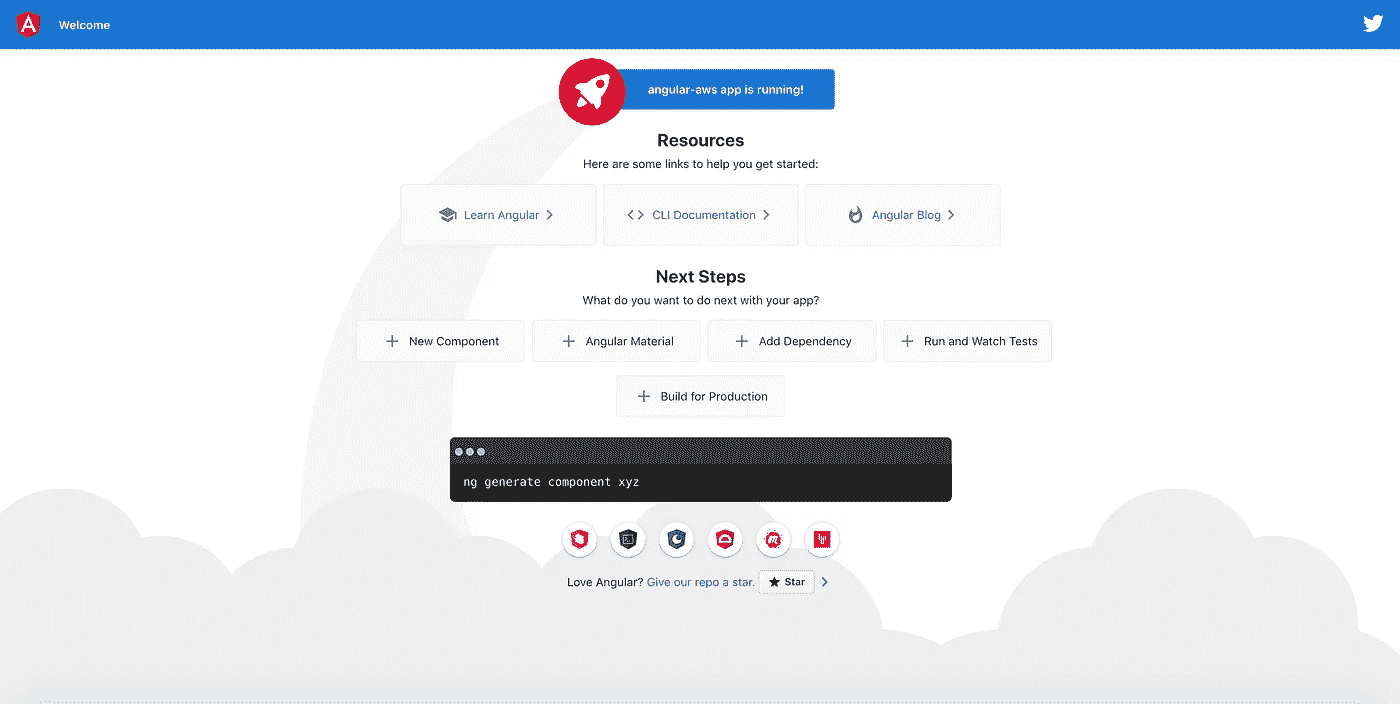 Welcome
angular-aws app is running!
Resources
Here are some links to help you get started:
Learn Angular
CLI Documentation
Angular Blog
Next Steps
What do you want to do next with your app?
New Component
Angular Material
Add Dependency
Run and Watch Tests
Build for Production
ng generate component xyz
Love Angular? Give our repo a star. Star